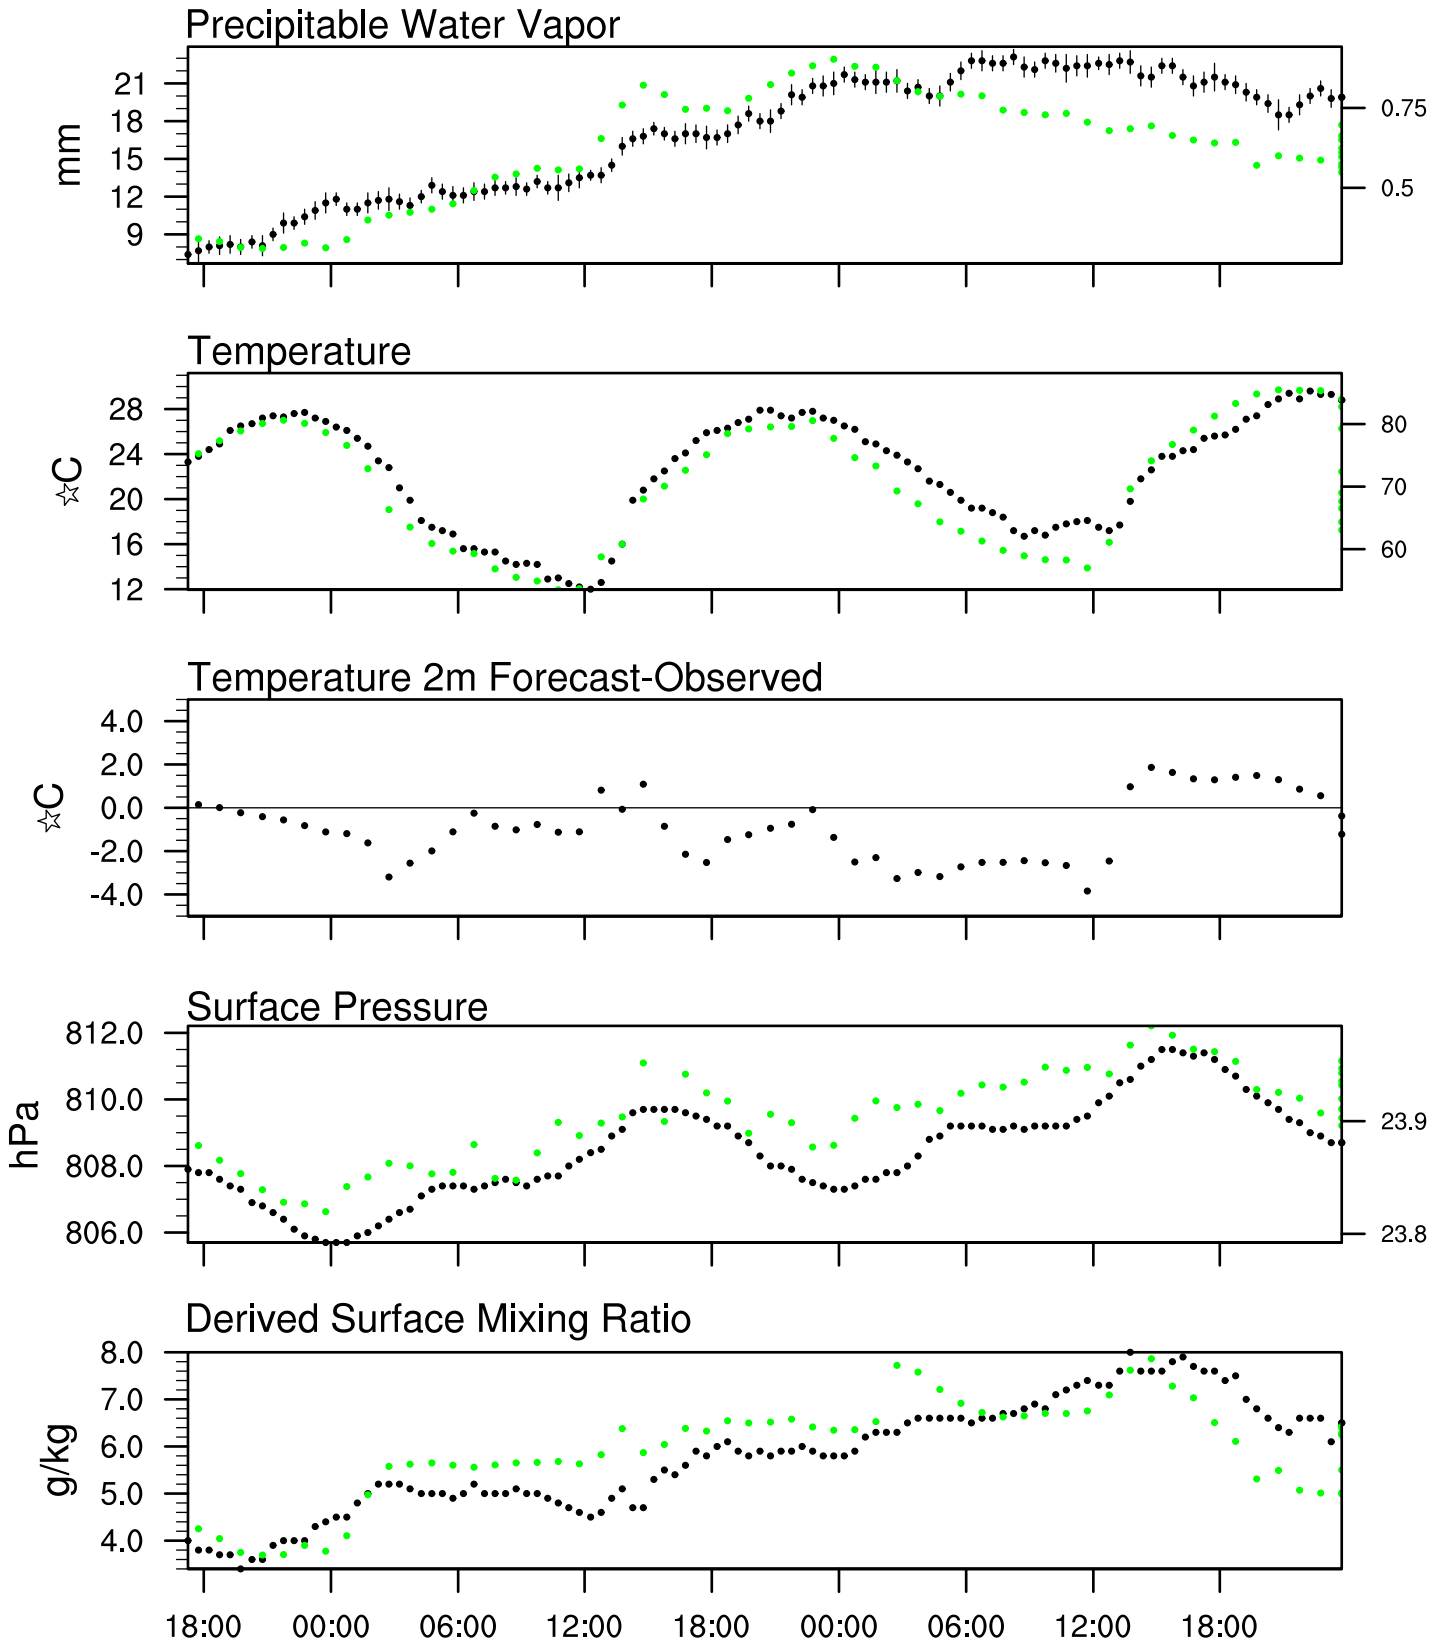 Precipitable Water Vapor
mm
21
18
15
12
9
0.75
0.5
Temperature
☆C
28
24
20
16
12
80
70
60
Temperature 2m Forecast-Observed
☆C
4.0
2.0
0.0
-2.0
-4.0
Surface Pressure
hPa
812.0
810.0
808.0
806.0
23.9
23.8
Derived Surface Mixing Ratio
g/kg
8.0
7.0
6.0
5.0
4.0
18:00 00:00 06:00 12:00 18:00 00:00 06:00 12:00 18:00